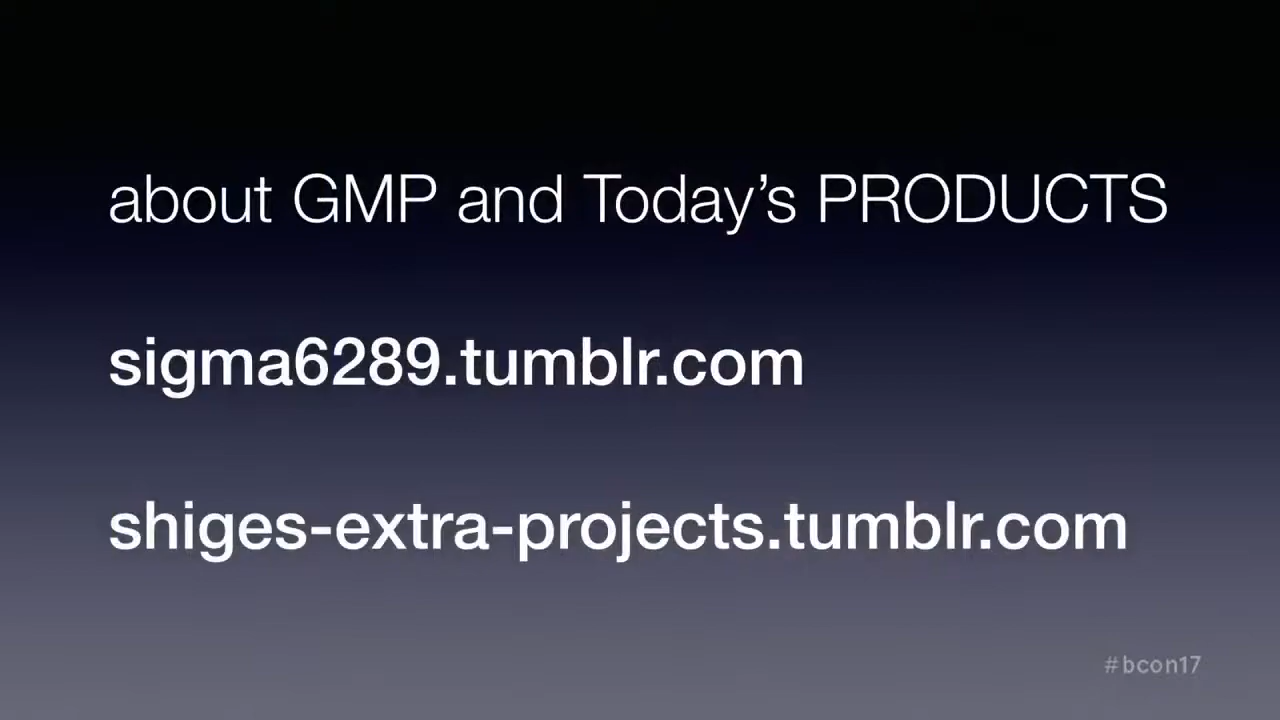 about GMP and Today’s PRODUCTS
sigma6289.tumblr.com
shiges-extra-projects.tumblr.com
#bcon17